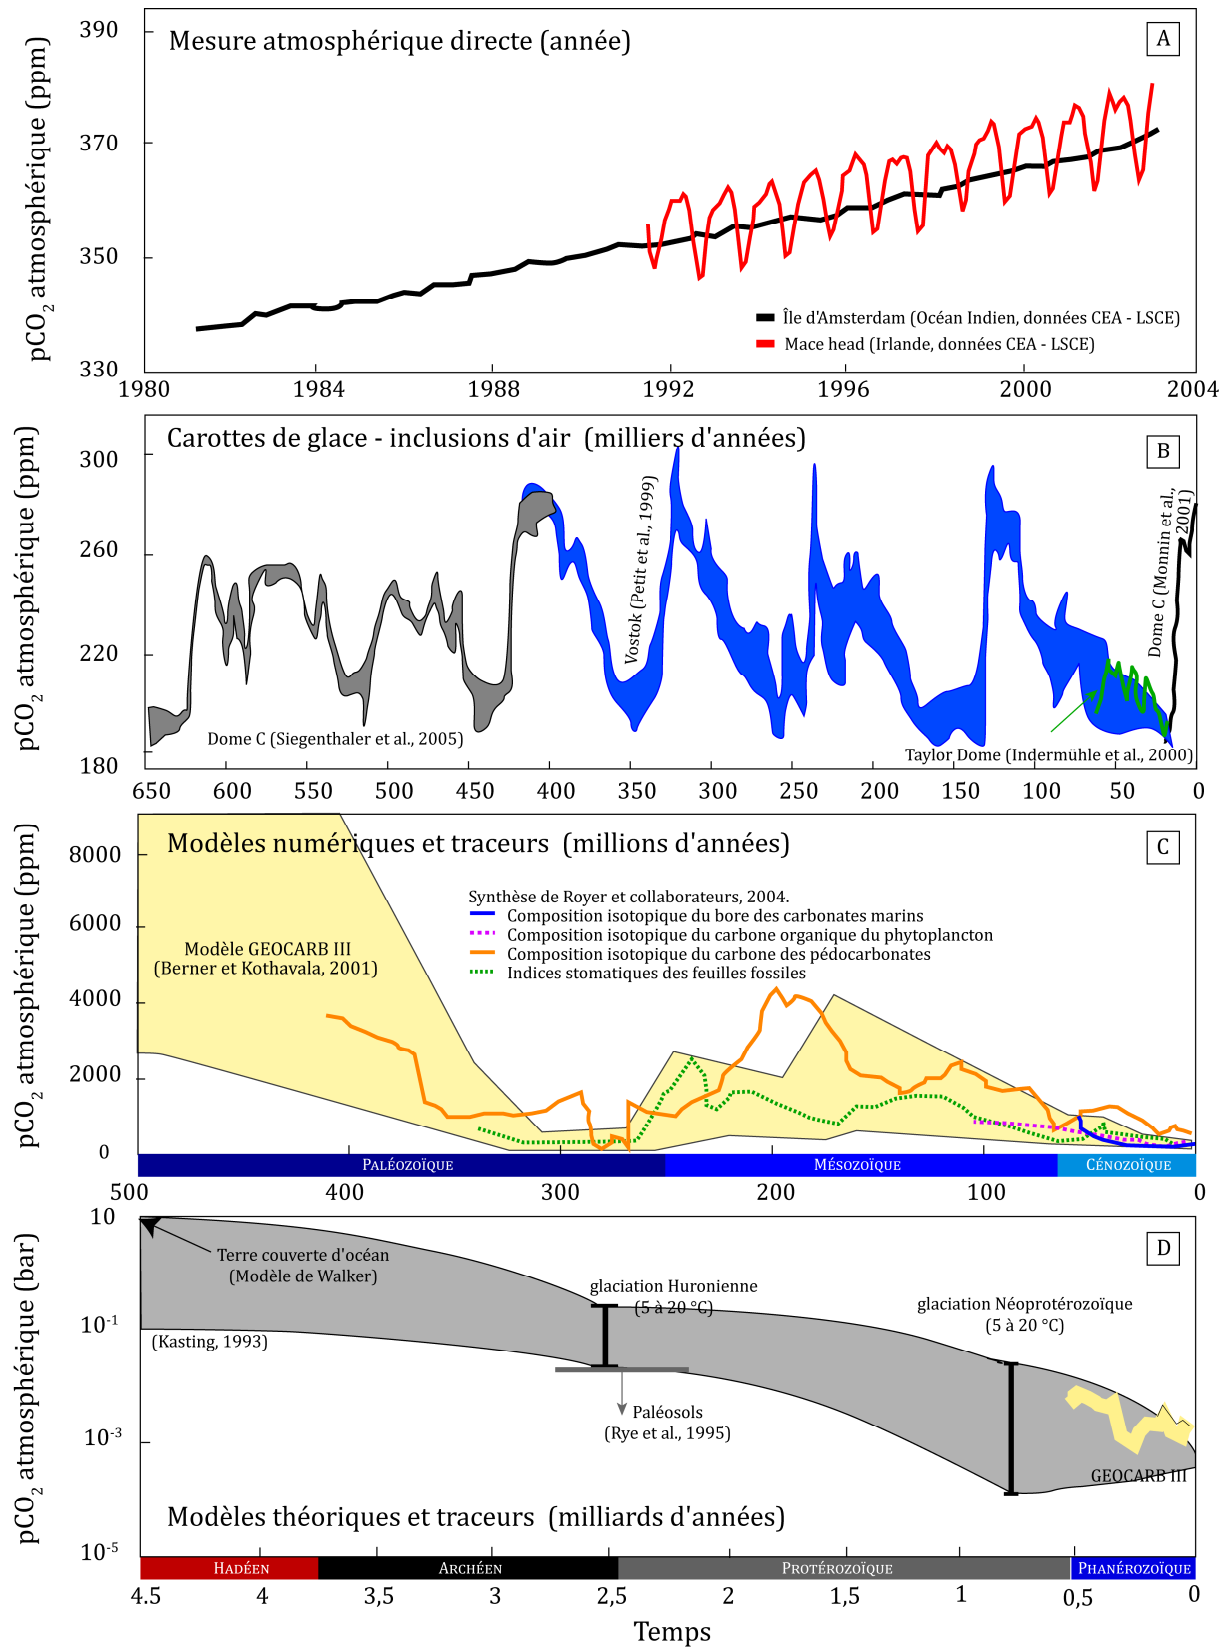 Mesure atmosphérique directe (année)
A
pCO2 atmosphérique (ppm)
390
370
350
330
Île d'Amsterdam (Océan Indien, données CEA - LSCE)
Mace head (Irlande, données CEA - LSCE)
1980 1984 1988 1992 1996 2000 2004
Carottes de glace - inclusions d'air (milliers d'années)
B
pCO2 atmosphérique (ppm)
300
260
220
180
Vostok (Petit et al., 1999)
Dome C (Monnin et al.,
2001)
Dome C (Siegenthaler et al., 2005)
Taylor Dome (Indermühle et al., 2000)
650 600 550 500 450 400 350 300 250 200 150 100 50 0
Modèles numériques et traceurs (millions d'années)
C
pCO2 atmosphérique (ppm)
8000
6000
4000
2000
0
Synthèse de Royer et collaborateurs, 2004.
Composition isotopique du bore des carbonates marins
Composition isotopique du carbone organique du phytoplancton
Composition isotopique du carbone des pédocarbonates
Indices stomatiques des feuilles fossiles
Modèle GEOCARB III
(Berner et Kothavala, 2001)
PALÉOZOÏQUE MÉSOZOÏQUE CÉNOZOÏQUE
500 400 300 200 100 0
D
pCO2 atmosphérique (bar)
10
10-1
10-3
10-5
Terre couverte d'océan
(Modèle de Walker)
(Kasting, 1993)
glaciation Huronienne
(5 à 20 °C)
glaciation Néoprotérozoïque
(5 à 20 °C)
Paléosols
(Rye et al., 1995)
GEOCARB III
Modèles théoriques et traceurs (milliards d'années)
HADÉEN ARCHÉEN PROTÉROZOÏQUE PHANÉROZOÏQUE
4.5 4 3,5 3 2,5 2 1,5 1 0,5 0
Temps